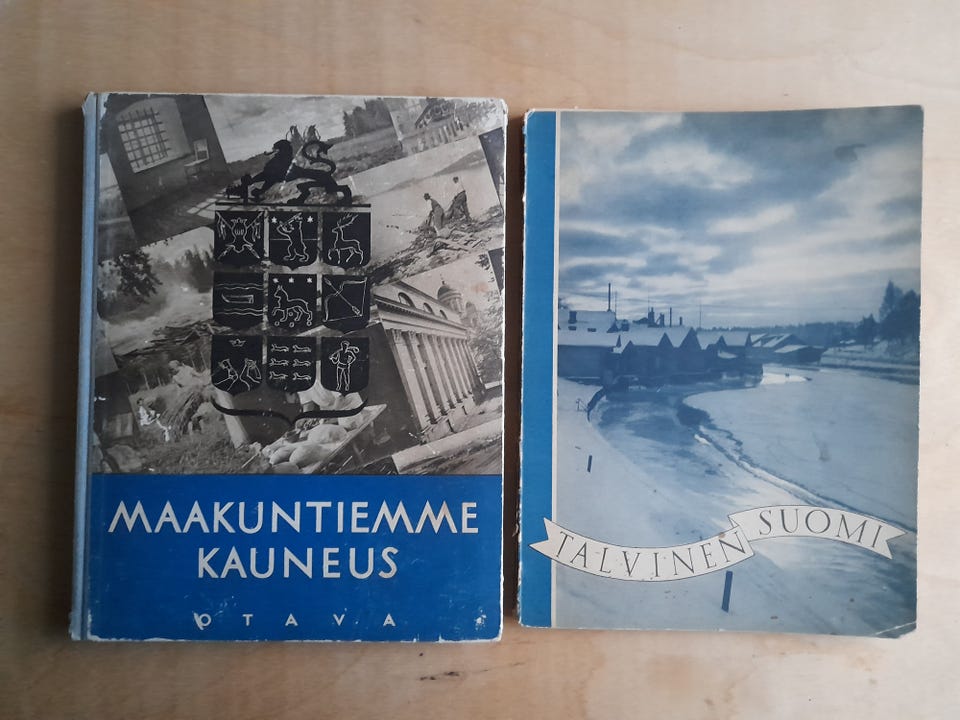 MAAKUNTIEMME
KAUNEUS
OTAVA
TALVINEN SUOMI